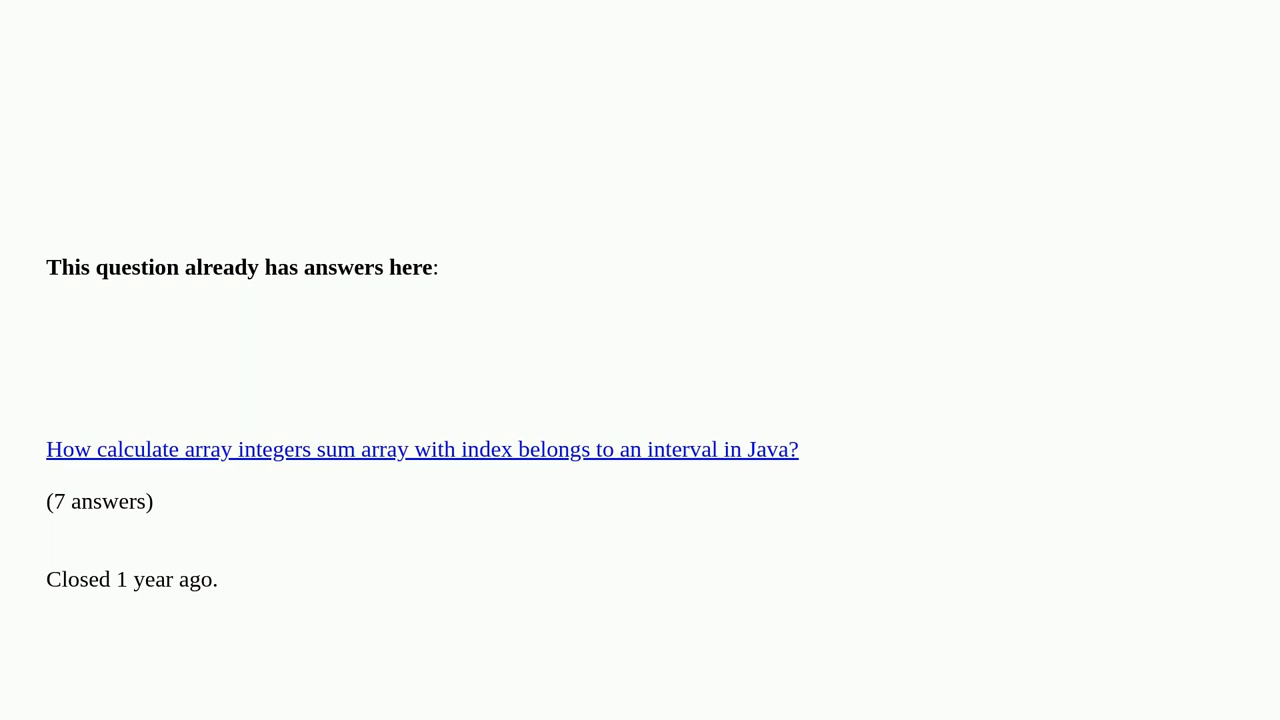 This question already has answers here:
How calculate array integers sum array with index belongs to an interval in Java?
(7 answers)
Closed 1 year ago.